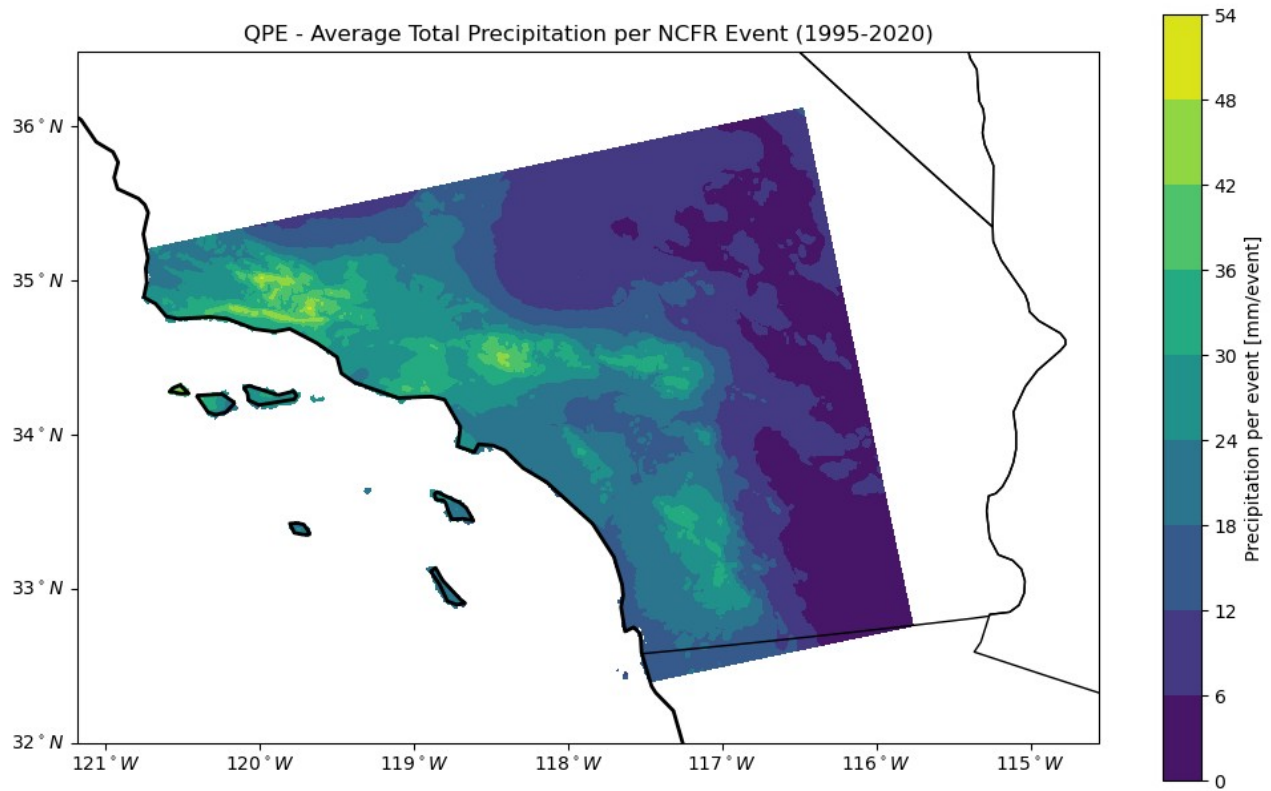 QPE - Average Total Precipitation per NCFR Event (1995-2020)
36°N
35°N
34°N
33°N
32°N
121°W 120°W 119°W 118°W 117°W 116°W 115°W
54
48
42
36
30
24
18
12
6
0
Precipitation per event [mm/event]